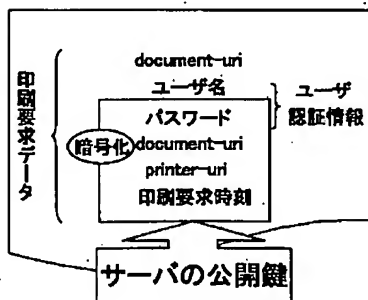 document-uri
ユーザ名
パスワード
document-uri
printer-uri
印刷要求時刻
印刷要求データ
暗号化
ユーザ
認証情報
サーバの公開鍵